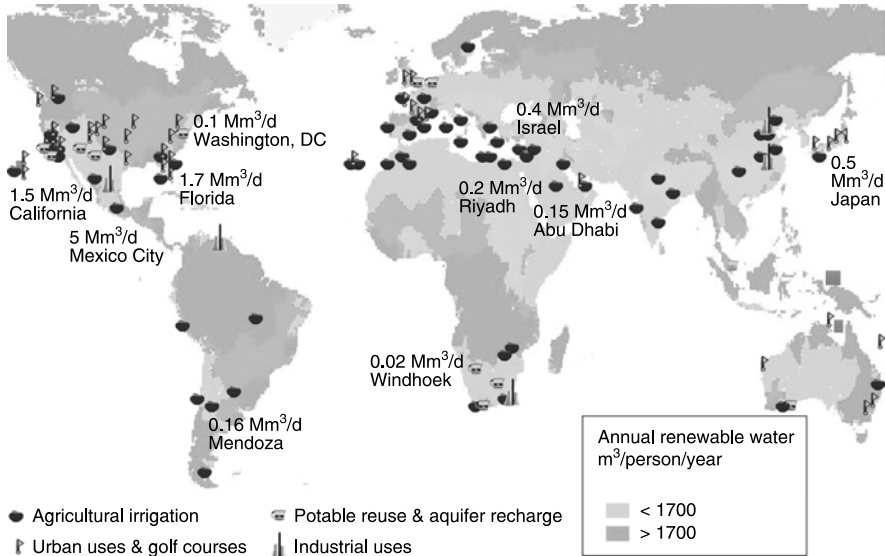 0.1 Mm³/d
Washington, DC
0.4 Mm³/d
Israel
1.5 Mm³/d
California
1.7 Mm³/d
Florida
0.2 Mm³/d
Riyadh
0.15 Mm³/d
Abu Dhabi
0.5
Mm³/d
Japan
5 Mm³/d
Mexico City
0.02 Mm³/d
Windhoek
0.16 Mm³/d
Mendoza
Annual renewable water
m³/person/year
< 1700
> 1700
Agricultural irrigation
Potable reuse & aquifer recharge
Urban uses & golf courses
Industrial uses